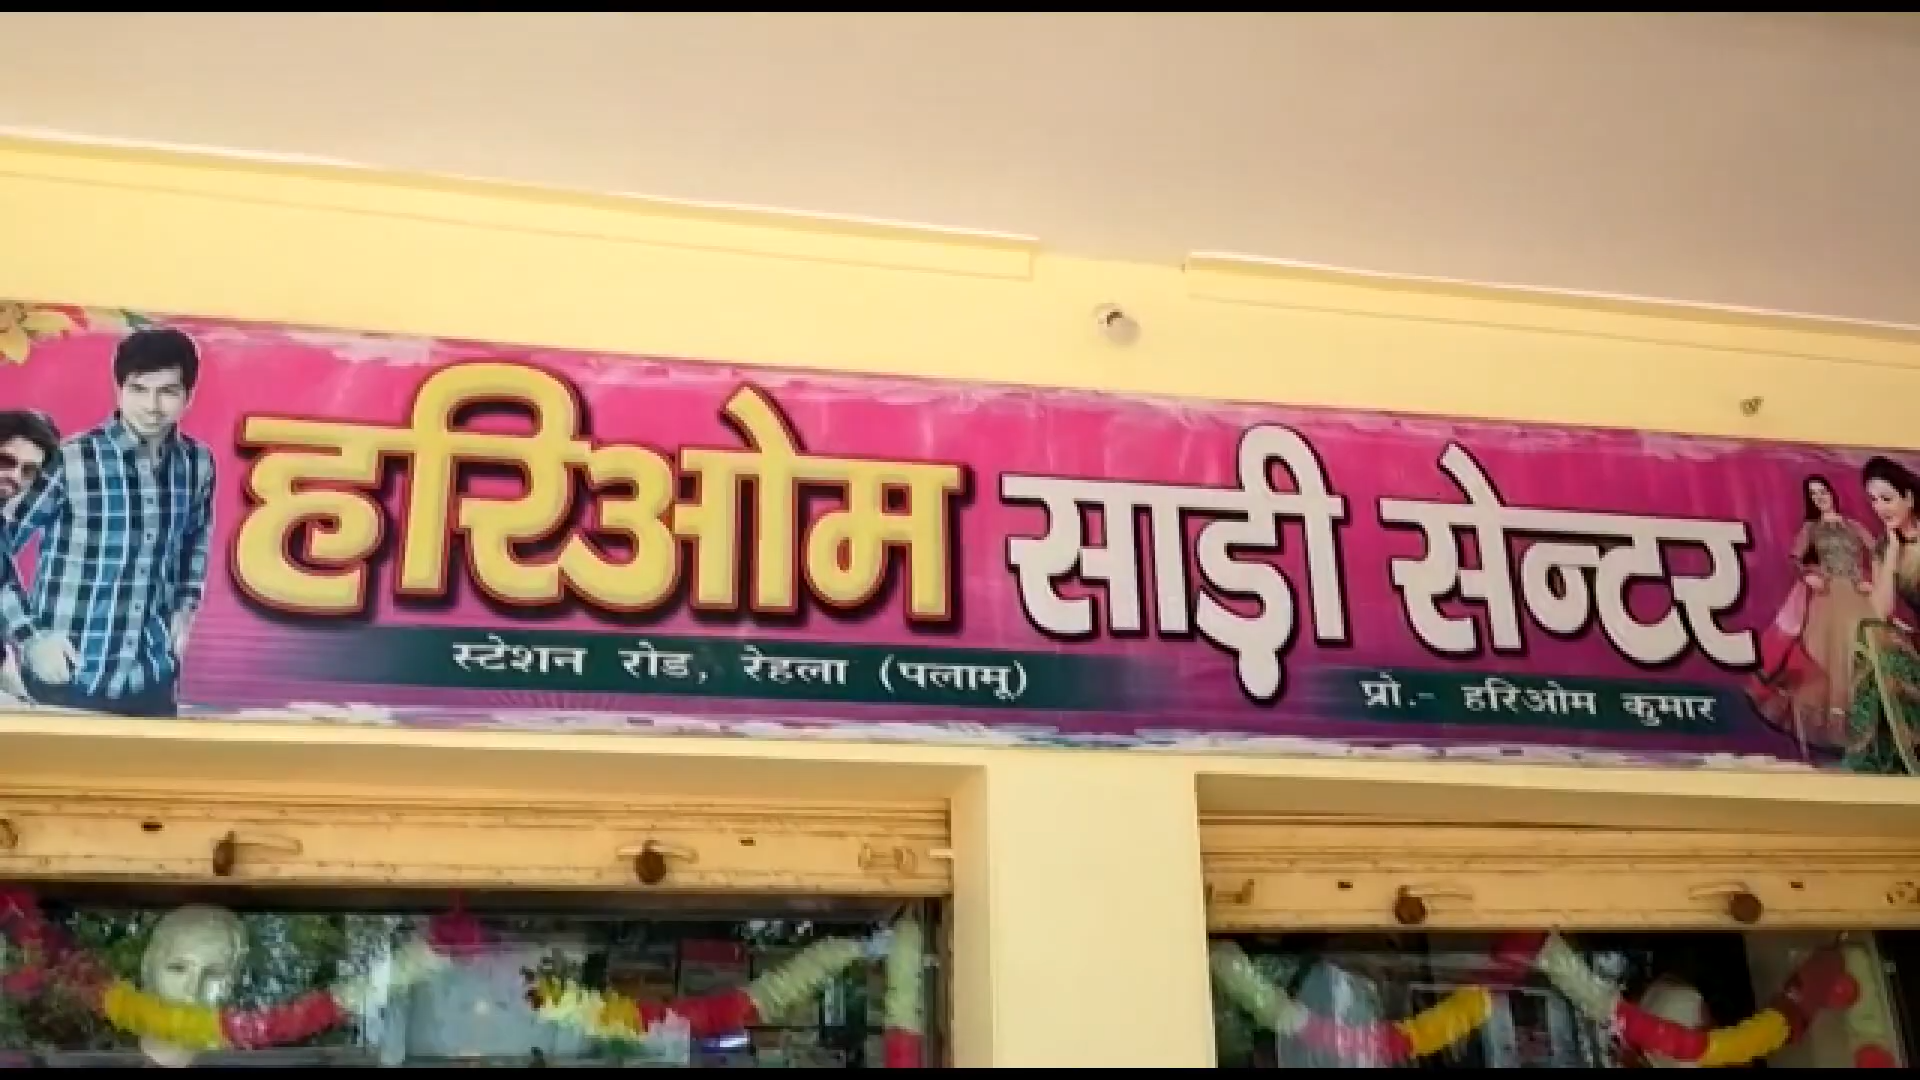 हरिओम साड़ी सेन्टर
स्टेशन रोड, रेहला (पलामू)
प्रो.- हरिओम कुमार